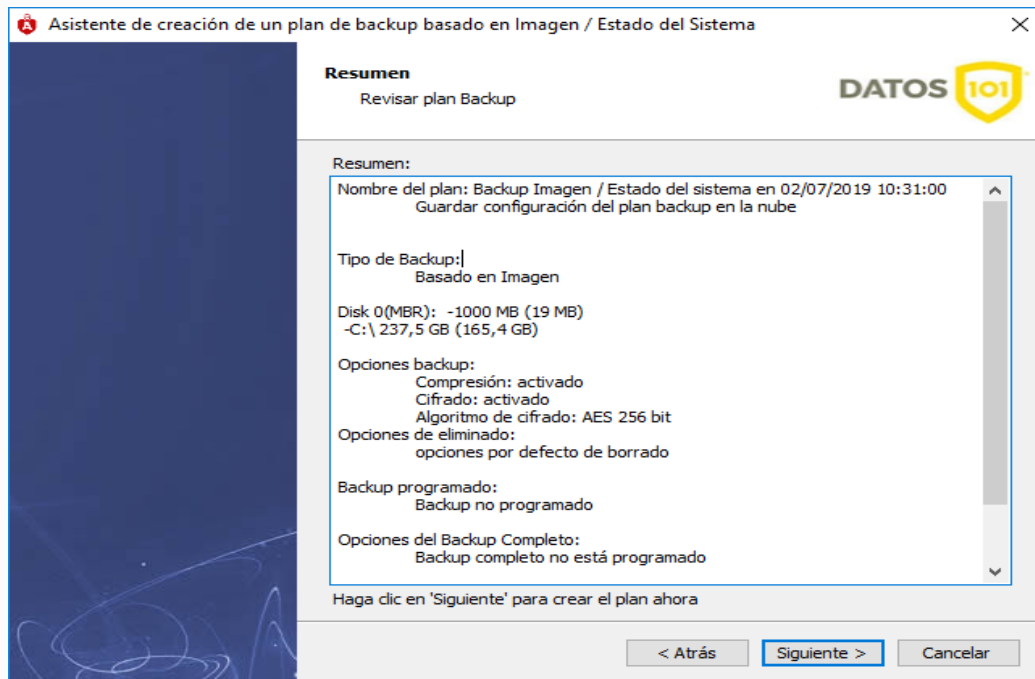 Asistente de creación de un plan de backup basado en Imagen / Estado del Sistema
Resumen
Revisar plan Backup
DATOS 101
Resumen:
Nombre del plan: Backup Imagen / Estado del sistema en 02/07/2019 10:31:00
Guardar configuración del plan backup en la nube
Tipo de Backup:
Basado en Imagen
Disk 0(MBR): -1000 MB (19 MB)
-C:\ 237,5 GB (165,4 GB)
Opciones backup:
Compresión: activado
Cifrado: activado
Algoritmo de cifrado: AES 256 bit
Opciones de eliminado:
opciones por defecto de borrado
Backup programado:
Backup no programado
Opciones del Backup Completo:
Backup completo no está programado
Haga clic en 'Siguiente' para crear el plan ahora
< Atrás
Siguiente >
Cancelar